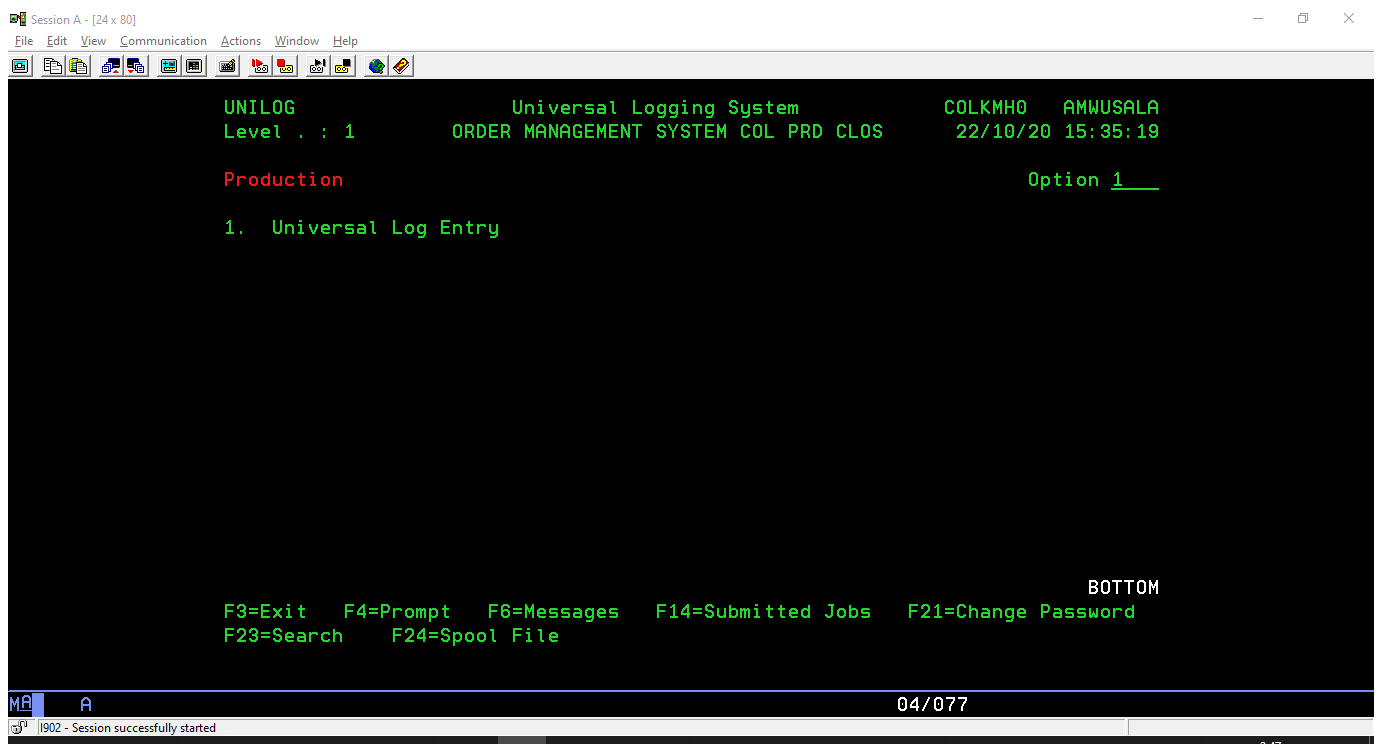 Session A - [24 x 80]
File Edit View Communication Actions Window Help
UNILOG Universal Logging System COLKMH0 AMWUSALA
Level . : 1 ORDER MANAGEMENT SYSTEM COL PRD CLOS 22/10/20 15:35:19
Production Option 1
1. Universal Log Entry
BOTTOM
F3=Exit F4=Prompt F6=Messages F14=Submitted Jobs F21=Change Password
F23=Search F24=Spool File
MA A 04/077
I902 - Session successfully started